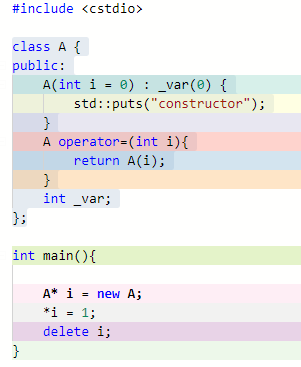 #include <cstdio>
class A {
public:
    A(int i = 0) : _var(0) {
        std::puts("constructor");
    }
    A operator=(int i){
        return A(i);
    }
    int _var;
};
int main(){
    A* i = new A;
    *i = 1;
    delete i;
}